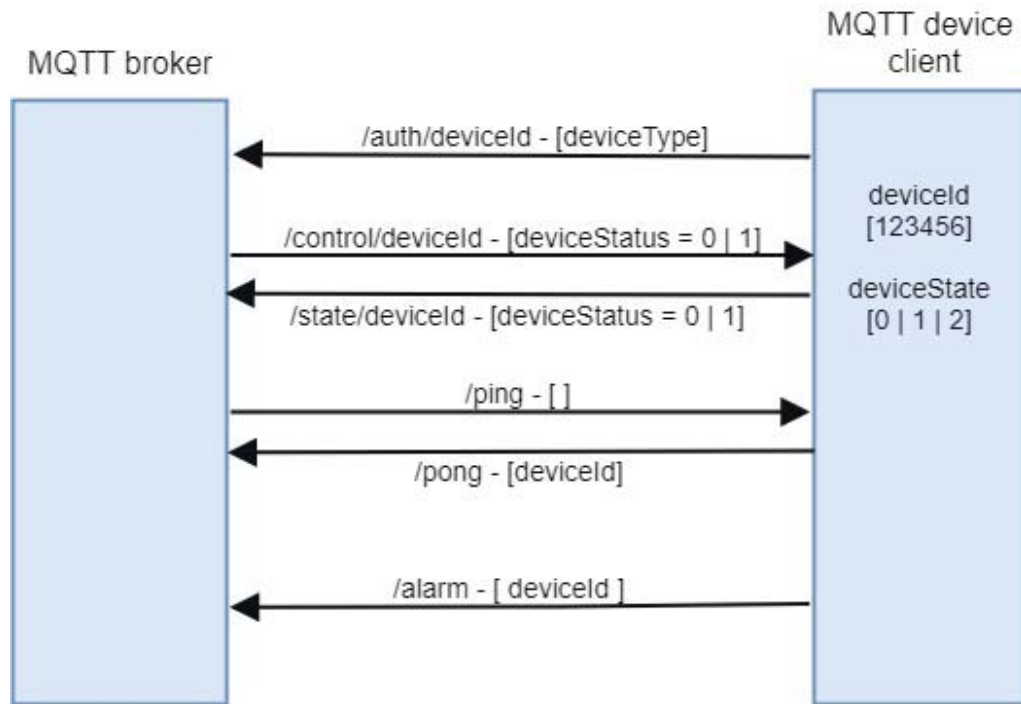 MQTT broker
MQTT device
client
/auth/deviceId - [deviceType]
deviceId
[123456]
/control/deviceId - [deviceStatus = 0 | 1]
deviceState
[0 | 1 | 2]
/state/deviceId - [deviceStatus = 0 | 1]
/ping - [ ]
/pong - [deviceId]
/alarm - [ deviceId ]